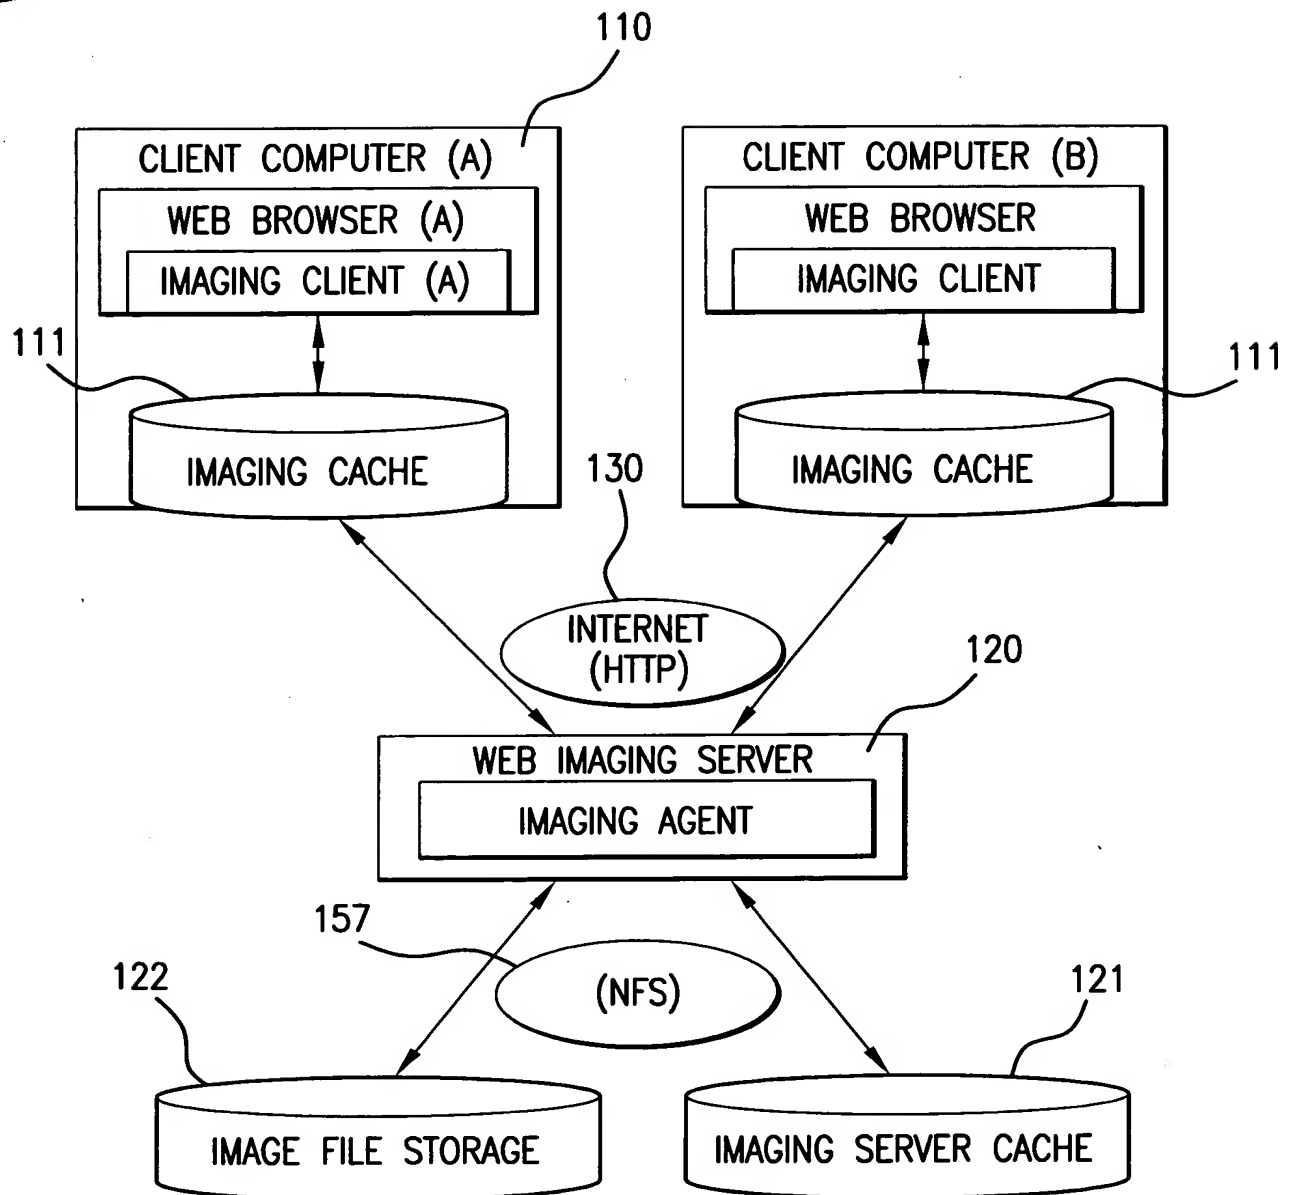 110
CLIENT COMPUTER (A)
WEB BROWSER (A)
IMAGING CLIENT (A)
111
IMAGING CACHE
CLIENT COMPUTER (B)
WEB BROWSER
IMAGING CLIENT
111
IMAGING CACHE
130
INTERNET
(HTTP)
120
WEB IMAGING SERVER
IMAGING AGENT
157
(NFS)
122
IMAGE FILE STORAGE
121
IMAGING SERVER CACHE